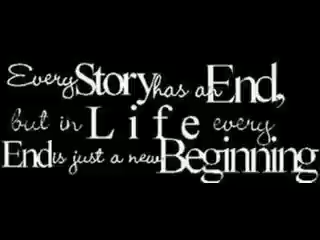 Every Story has an End,
but in Life every
End is just a new Beginning